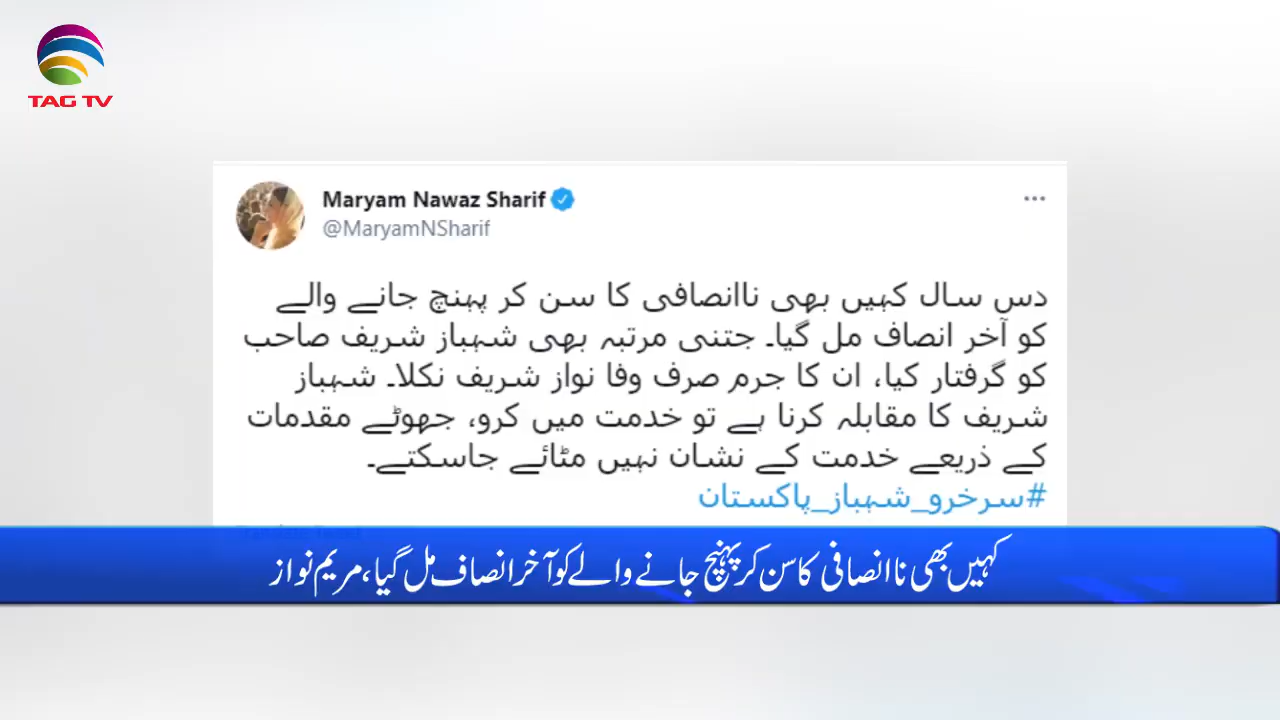 TAG TV
Maryam Nawaz Sharif
@MaryamNSharif
دس سال کہیں بھی ناانصافی کا سن کر پہنچ جانے والے
کو آخر انصاف مل گیا۔ جتنی مرتبہ بھی شہباز شریف صاحب
کو گرفتار کیا، ان کا جرم صرف وفا نواز شریف نکلا۔ شہباز
شریف کا مقابلہ کرنا ہے تو خدمت میں کرو، جھوٹے مقدمات
کے ذریعے خدمت کے نشان نہیں مٹائے جاسکتے۔
#سرخرو_شہباز_پاکستان
Translate Tweet
کہیں بھی ناانصافی کا سن کر پہنچ جانے والے کو آخر انصاف مل گیا، مریم نواز